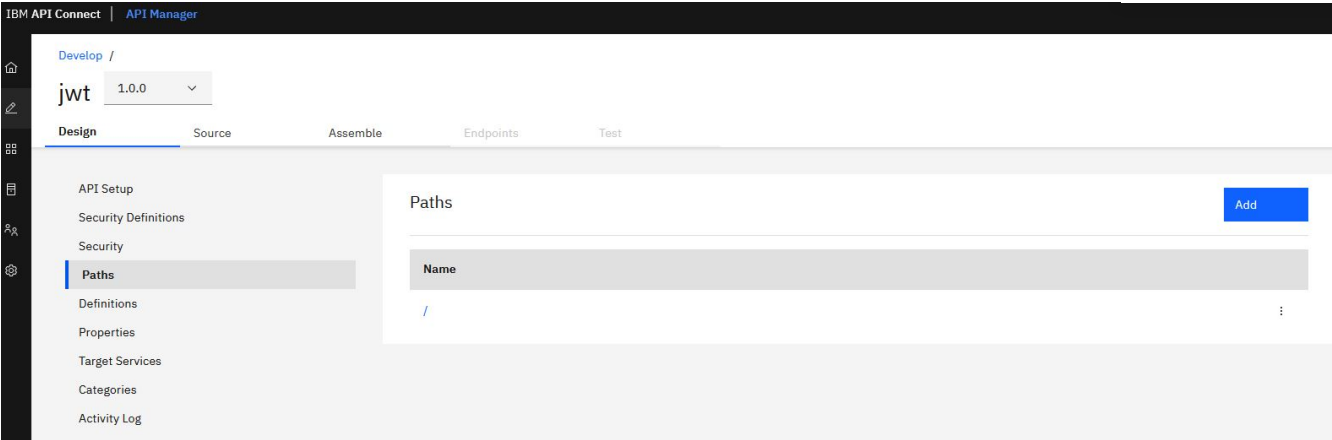 IBM API Connect | API Manager
Develop /
jwt 1.0.0
Design Source Assemble Endpoints Test
API Setup
Security Definitions
Security
Paths
Definitions
Properties
Target Services
Categories
Activity Log
Paths Add
Name
/